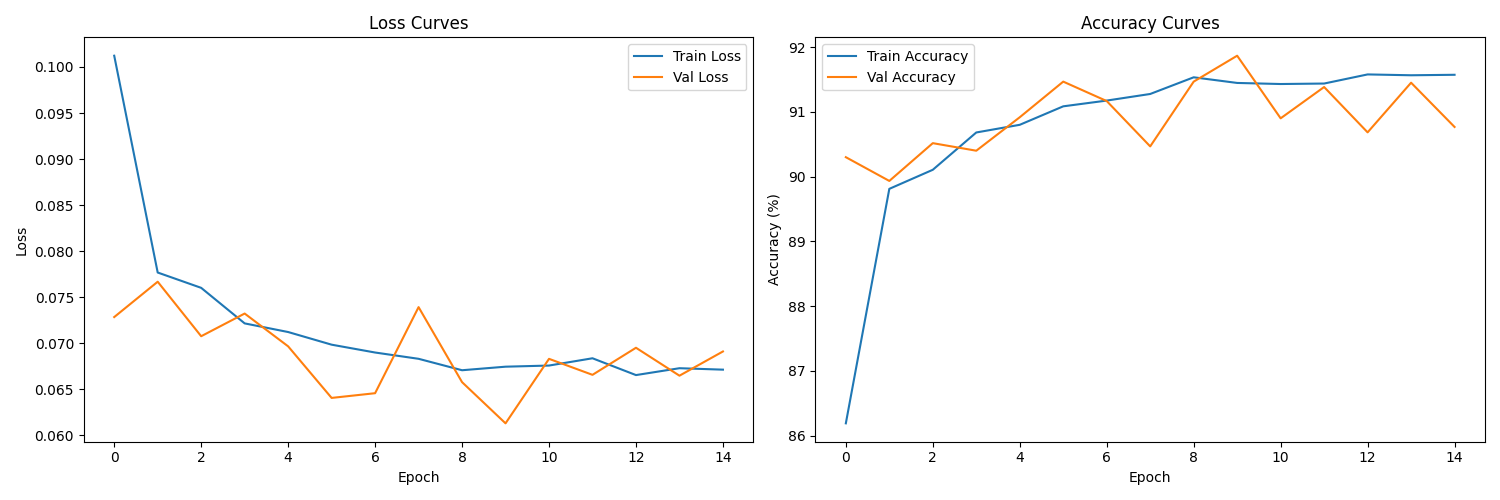 Loss Curves
Train Loss
Val Loss
0.100
0.095
0.090
0.085
0.080
0.075
0.070
0.065
0.060
Loss
0 2 4 6 8 10 12 14
Epoch
Accuracy Curves
Train Accuracy
Val Accuracy
92
91
90
89
88
87
86
Accuracy (%)
0 2 4 6 8 10 12 14
Epoch